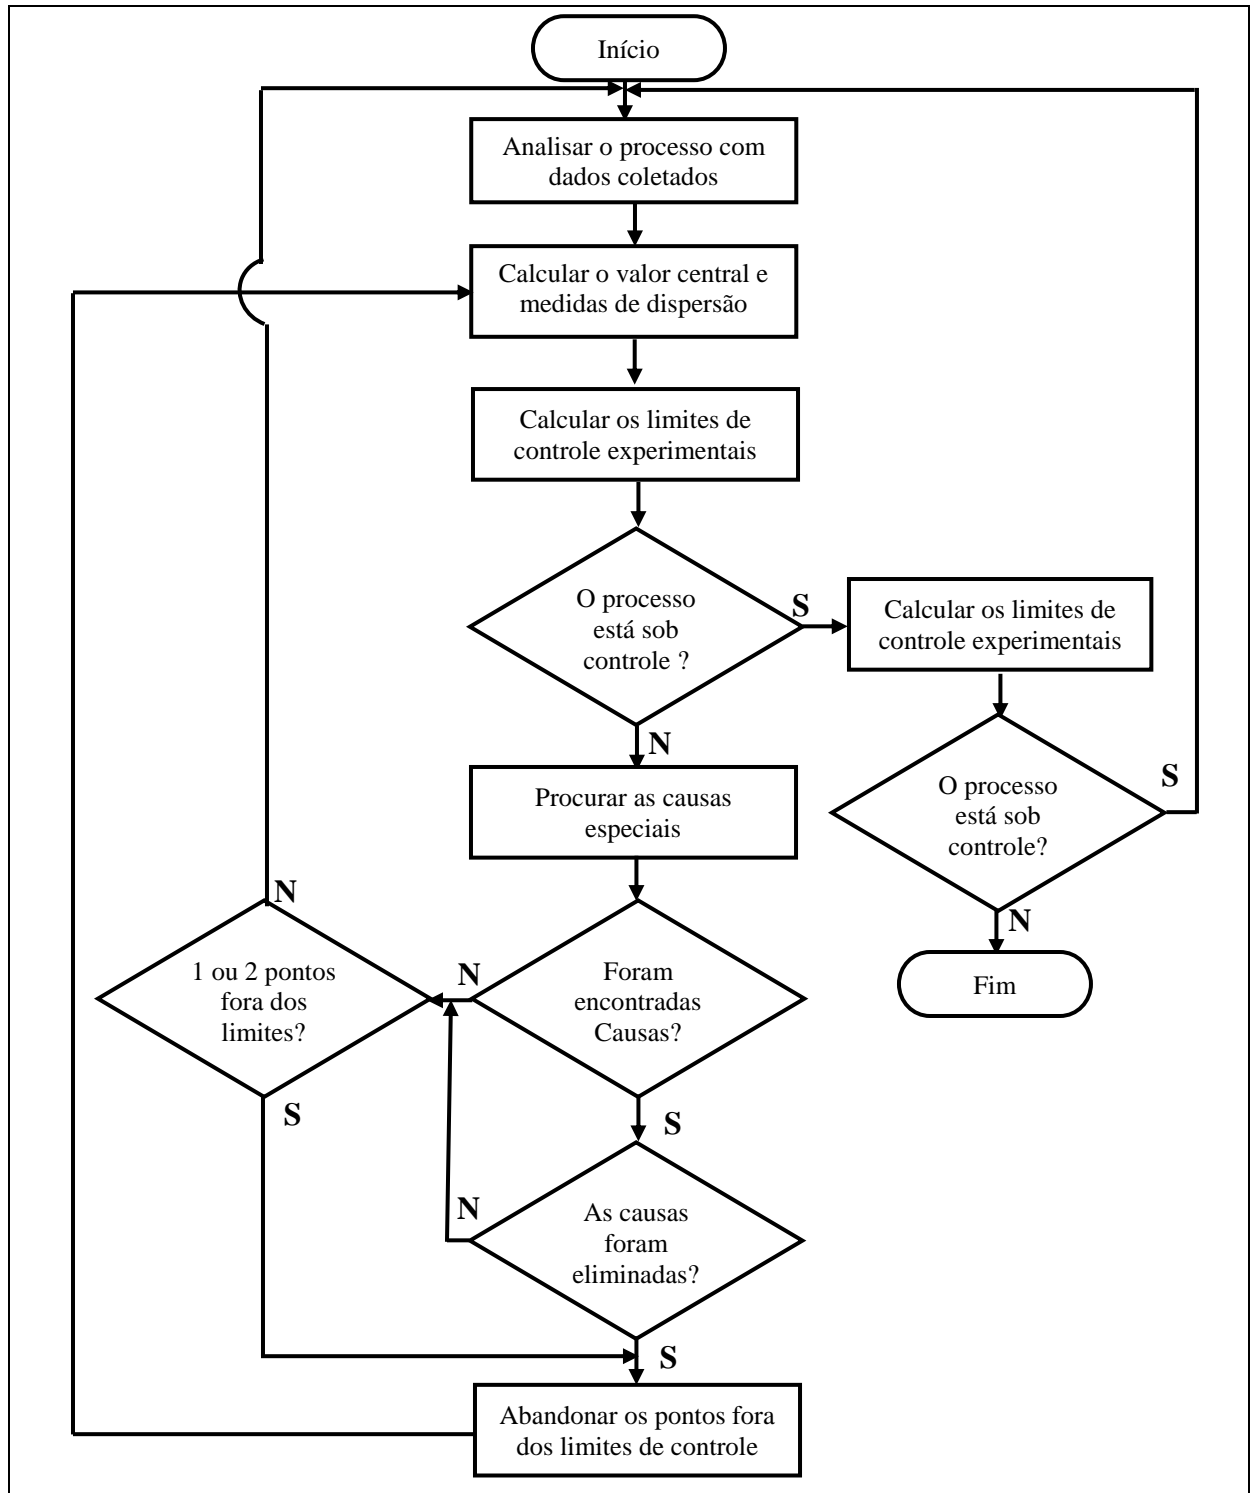 Início
Analisar o processo com
dados coletados
Calcular o valor central e
medidas de dispersão
Calcular os limites de
controle experimentais
O processo
está sob
controle ?
S
Calcular os limites de
controle experimentais
N
O processo
está sob
controle?
S
N
Fim
Procurar as causas
especiais
Foram
encontradas
Causas?
N
1 ou 2 pontos
fora dos
limites?
N
S
S
As causas
foram
eliminadas?
N
S
Abandonar os pontos fora
dos limites de controle